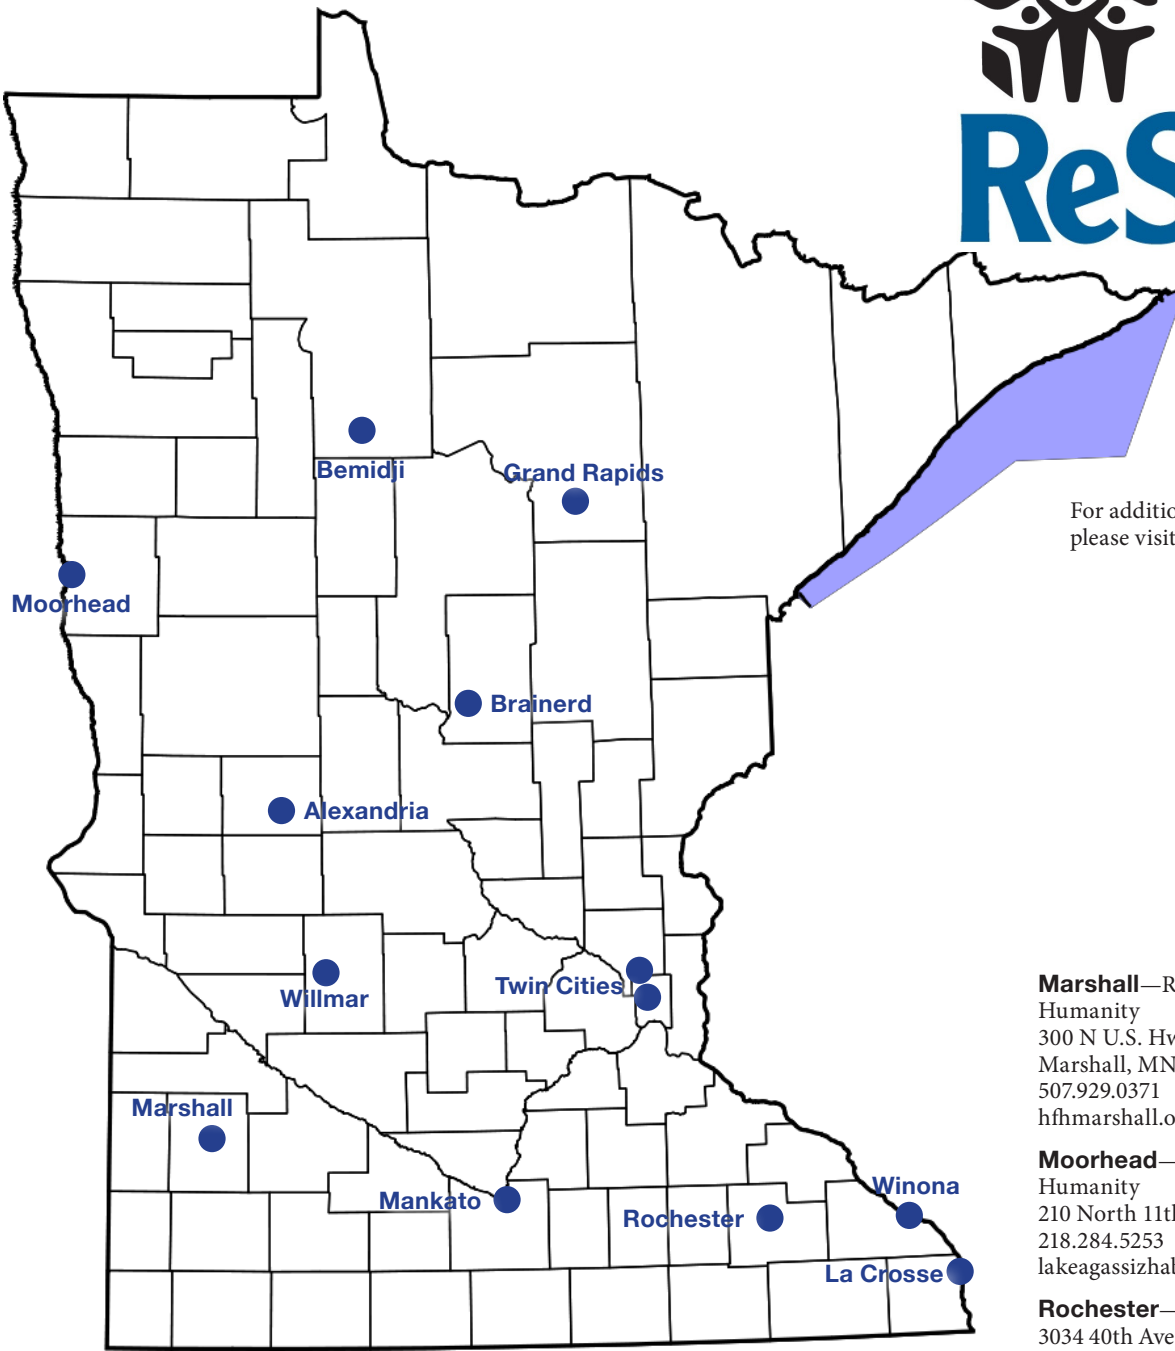 ReS
Bemidji
Grand Rapids
For additio
please visit
Moorhead
Brainerd
Alexandria
Twin Cities
Willmar
Marshall—R
Humanity
300 N U.S. Hw
Marshall, MN
507.929.0371
hfhmarshall.o
Marshall
Moorhead—
Humanity
210 North 11th
218.284.5253
lakeagassizhab
Winona
Mankato
Rochester
La Crosse
Rochester—
3034 40th Ave